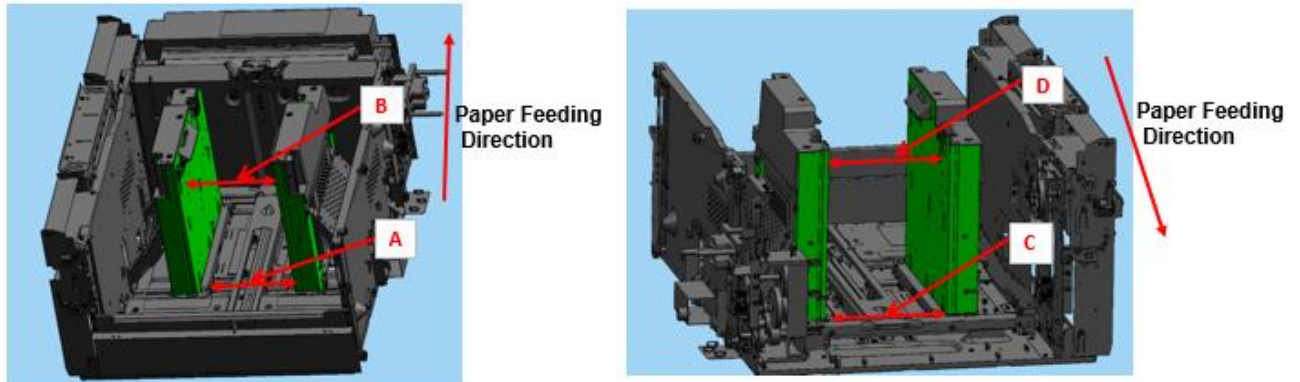 B
Paper Feeding
Direction
A
D
Paper Feeding
Direction
C